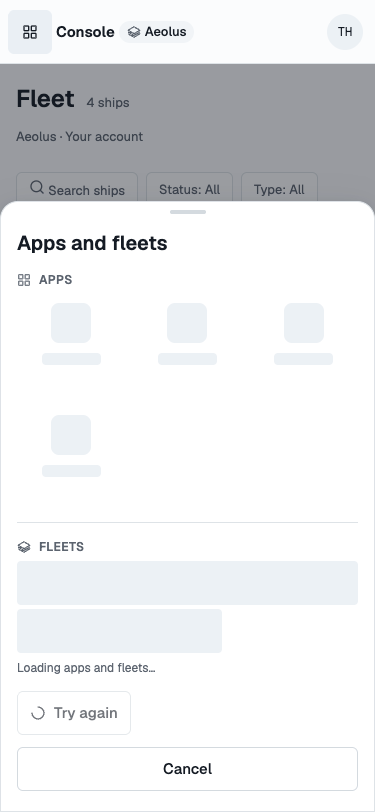 Console Aeolus TH
Fleet 4 ships
Aeolus · Your account
Search ships Status: All Type: All
Apps and fleets
APPS
FLEETS
Loading apps and fleets...
Try again
Cancel